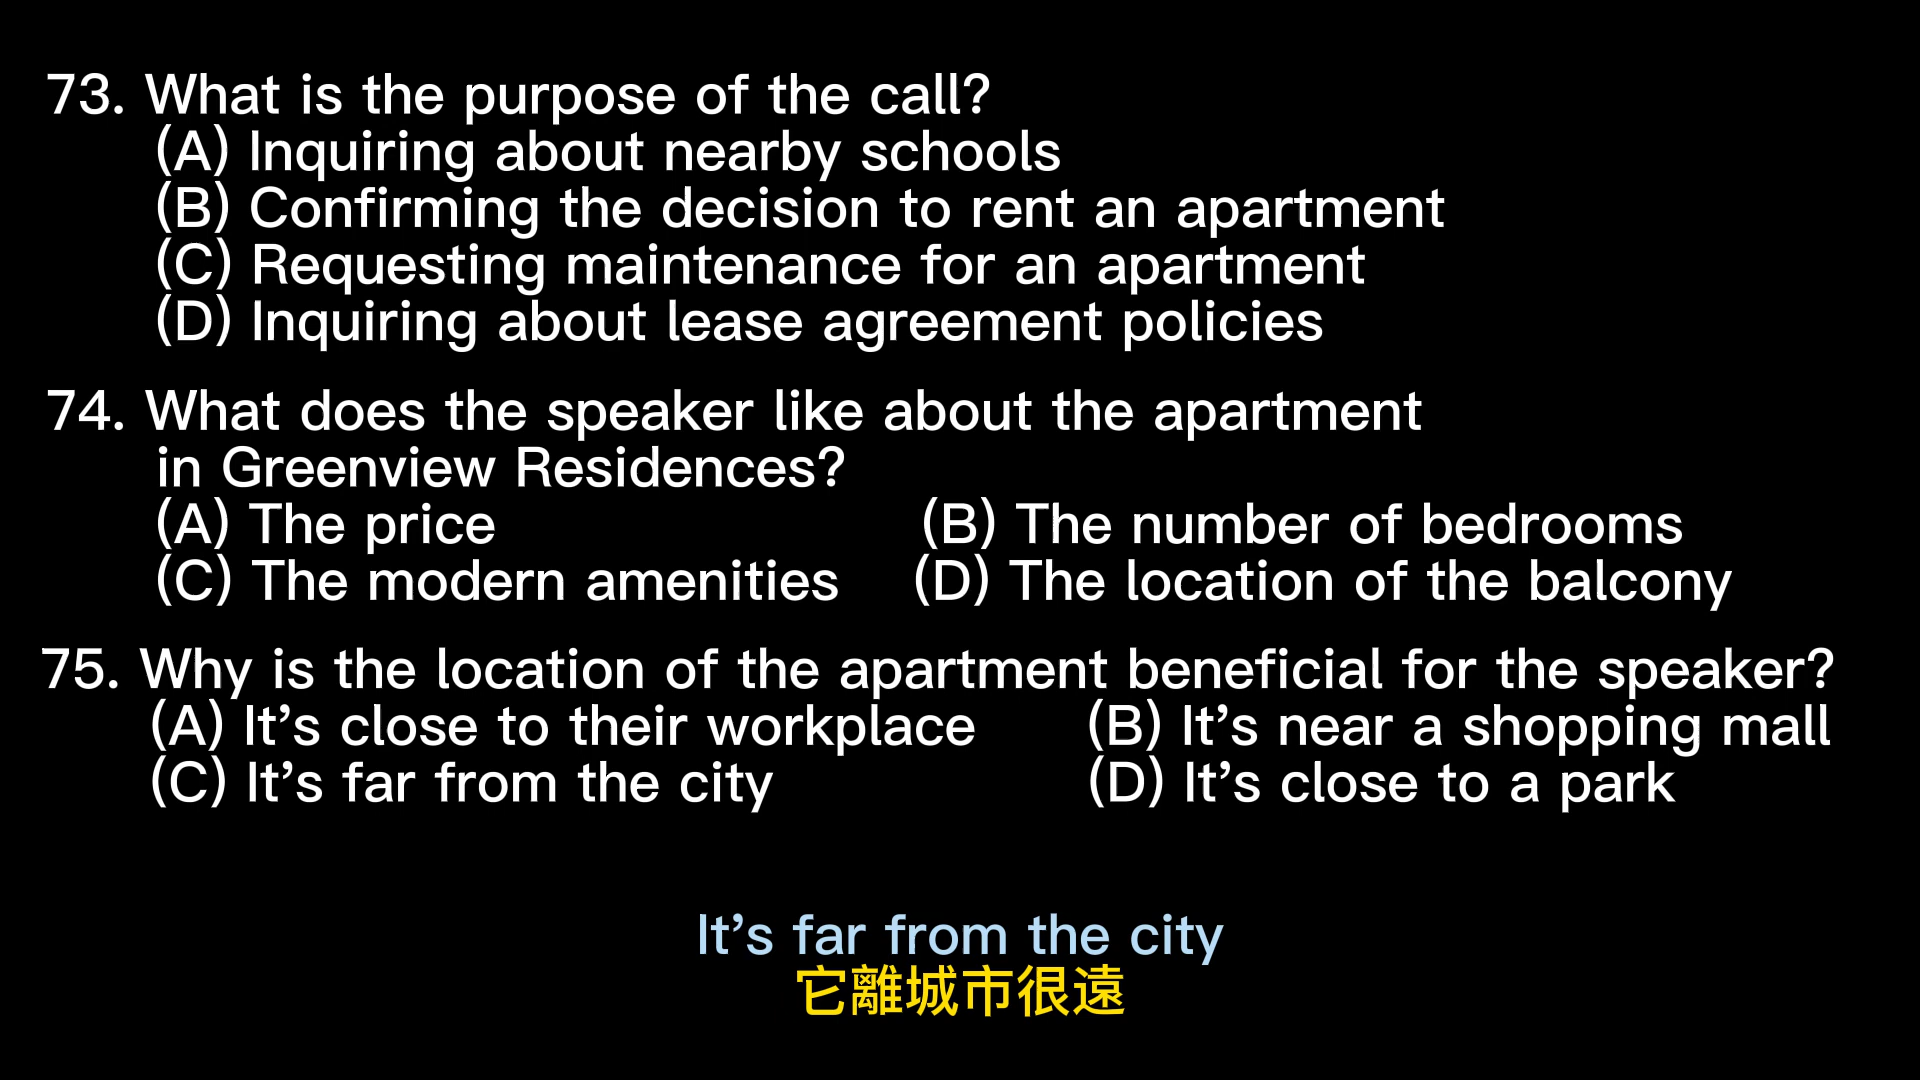 73. What is the purpose of the call?
(A) Inquiring about nearby schools
(B) Confirming the decision to rent an apartment
(C) Requesting maintenance for an apartment
(D) Inquiring about lease agreement policies
74. What does the speaker like about the apartment
in Greenview Residences?
(A) The price (B) The number of bedrooms
(C) The modern amenities (D) The location of the balcony
75. Why is the location of the apartment beneficial for the speaker?
(A) It’s close to their workplace (B) It’s near a shopping mall
(C) It’s far from the city (D) It’s close to a park
It’s far from the city
它離城市很遠